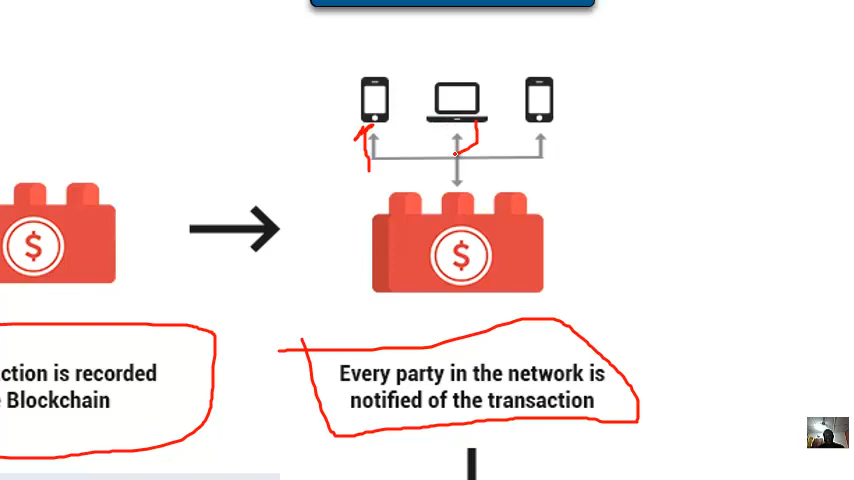 $
$
ction is recorded
Blockchain
Every party in the network is
notified of the transaction